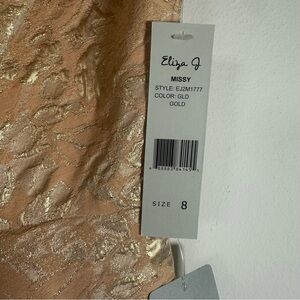 Eliza J
MISSY
STYLE: EJ2M1777
COLOR: GLD
GOLD
SIZE 8